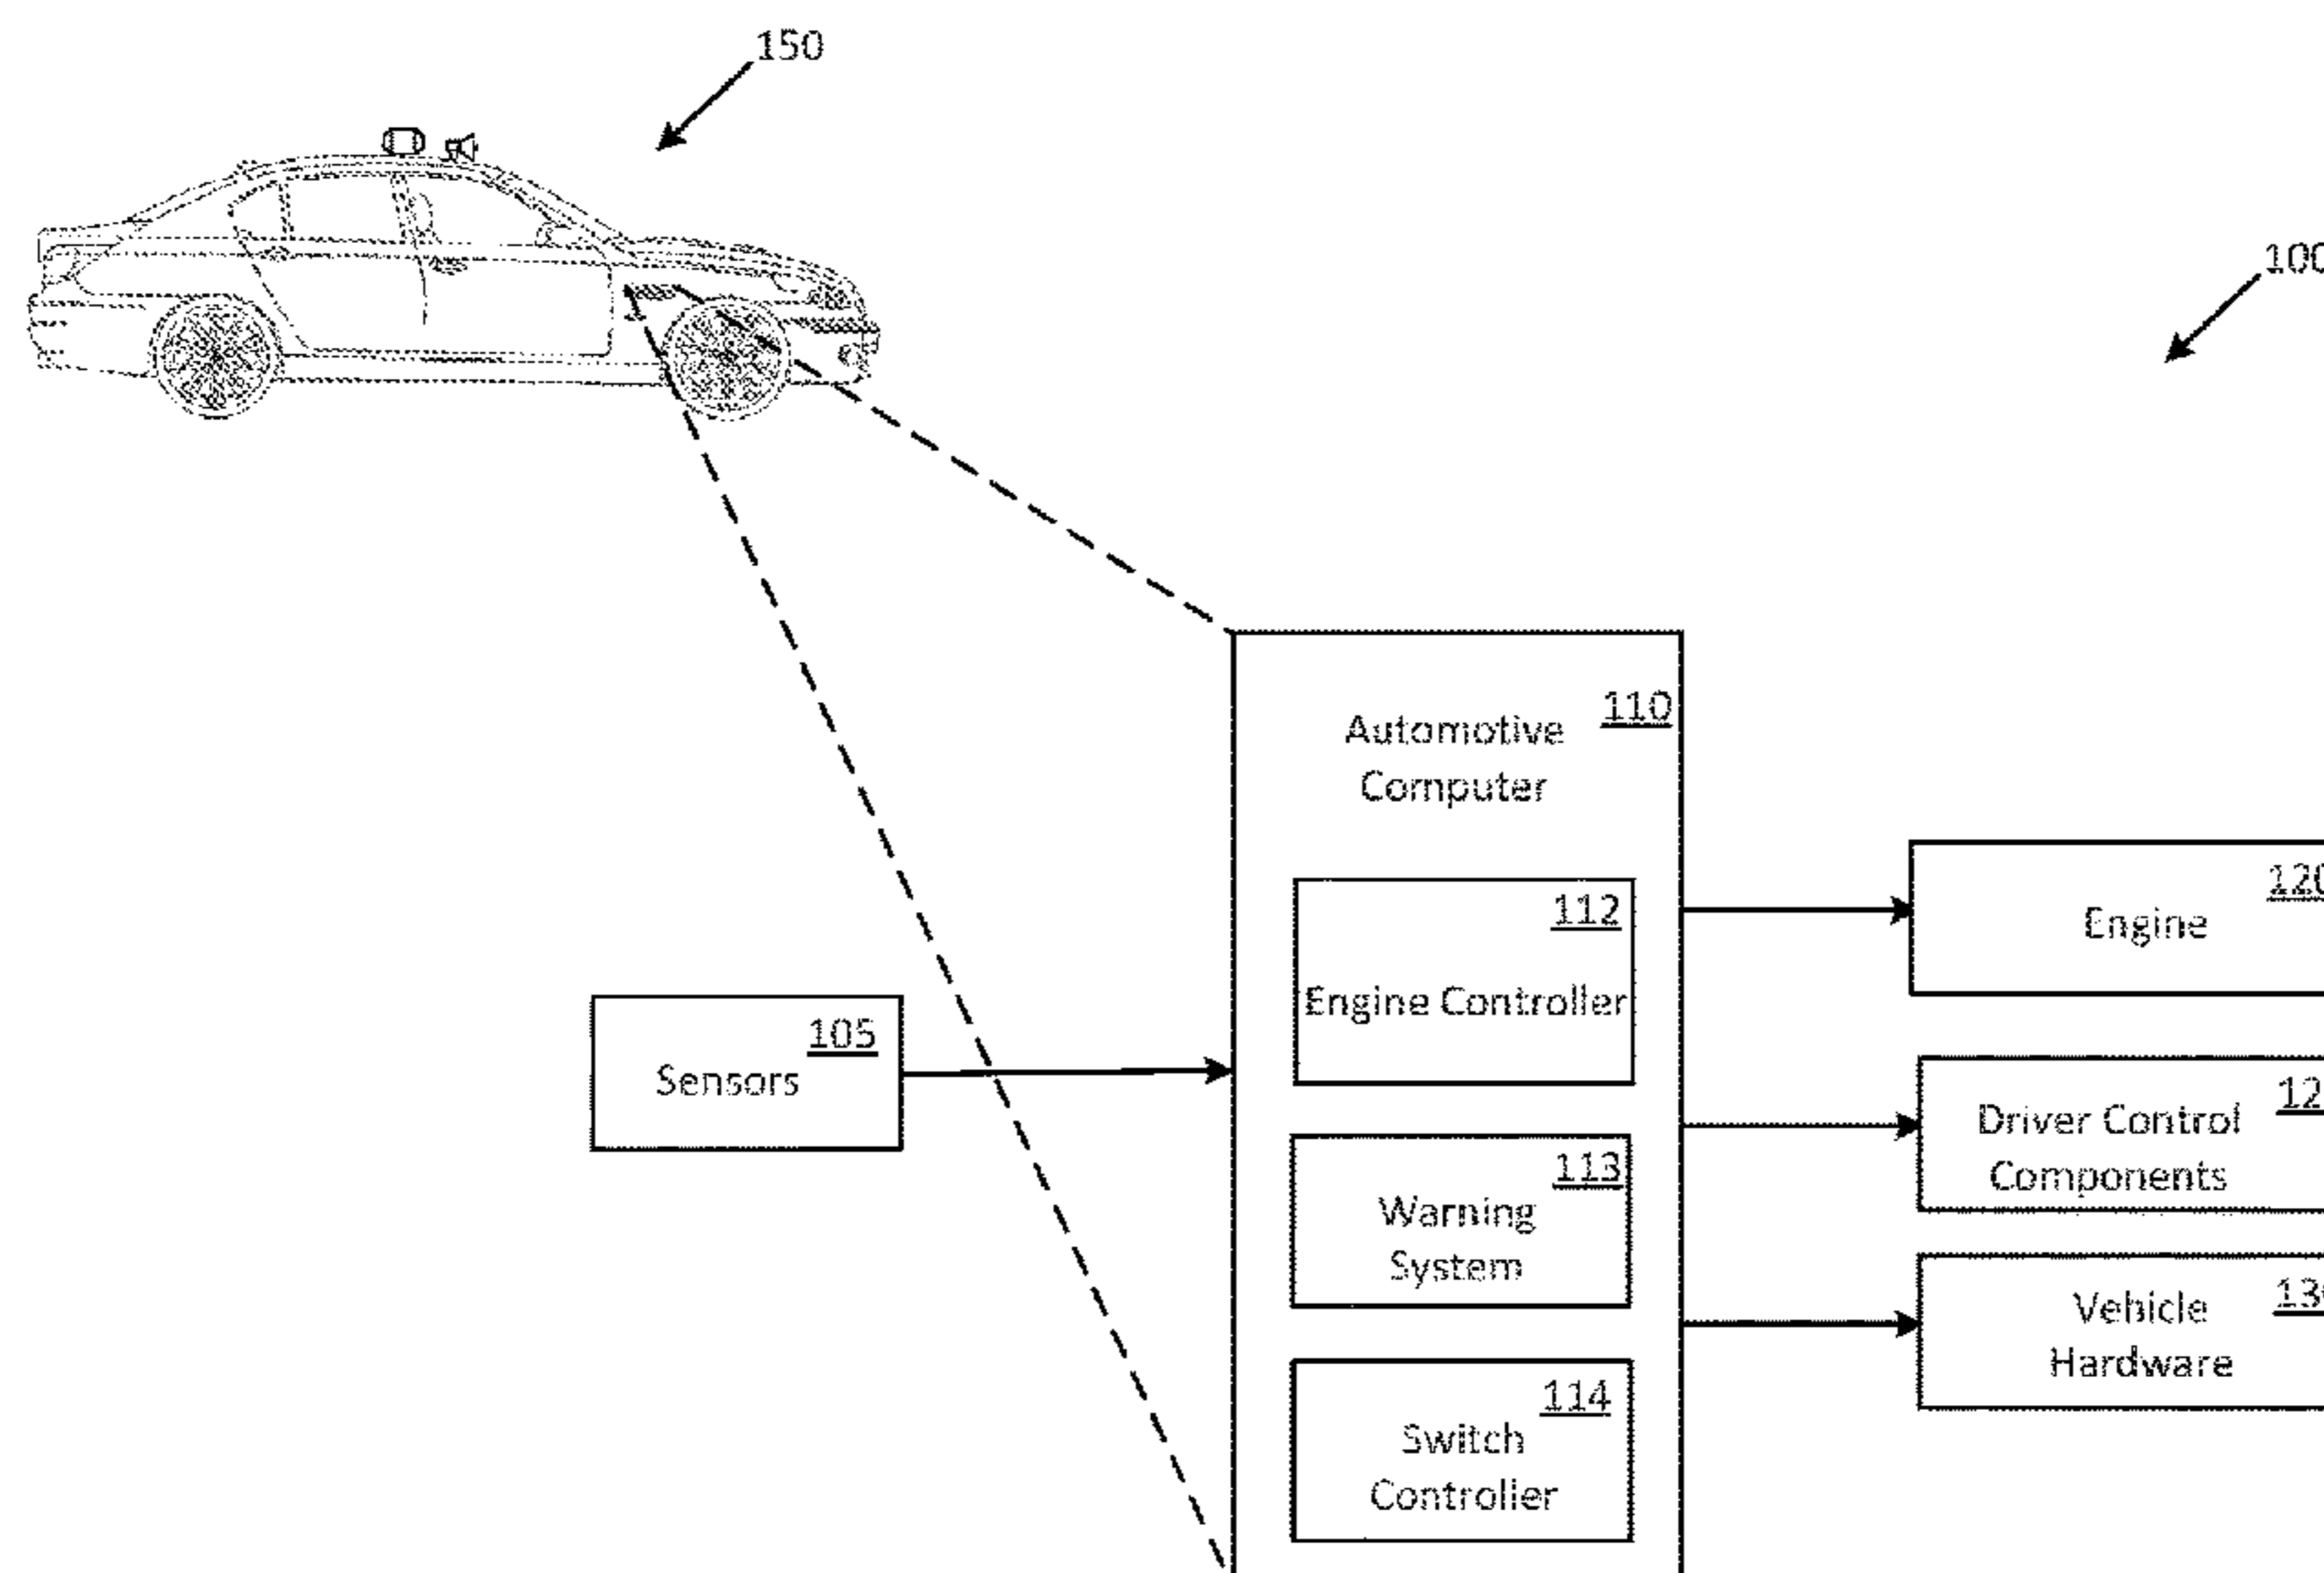 150
100
110
Automotive
Computer
112
Engine Controller
120
Engine
105
Sensors
Driver Control
Components
113
Warning
System
Vehicle
Hardware
114
Switch
Controller